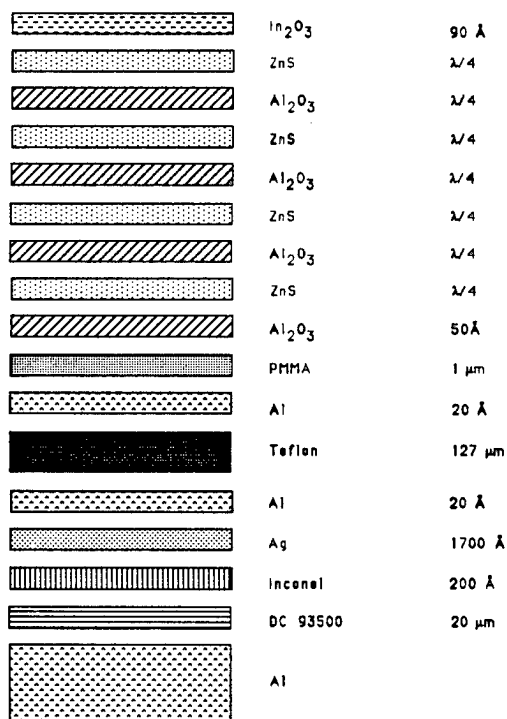 In₂O₃ 90 Å
ZnS λ/4
Al₂O₃ λ/4
ZnS λ/4
Al₂O₃ λ/4
ZnS λ/4
Al₂O₃ λ/4
ZnS λ/4
Al₂O₃ 50Å
PMMA 1 μm
Al 20 Å
Teflon 127 μm
Al 20 Å
Ag 1700 Å
Inconel 200 Å
DC 93500 20 μm
Al